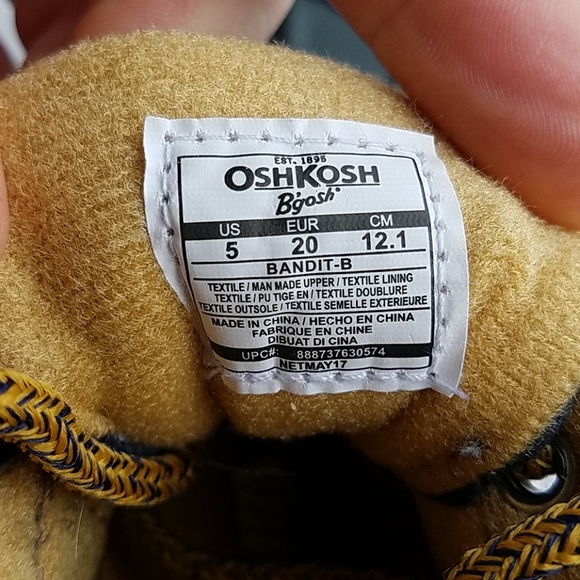 EST. 1895
OSHKOSH
B'gosh
US EUR CM
5 20 12.1
BANDIT-B
TEXTILE / MAN MADE UPPER / TEXTILE LINING
TEXTILE / PU TIGE EN / TEXTILE DOUBLURE
TEXTILE OUTSOLE / TEXTILE SEMELLE EXTERIEURE
MADE IN CHINA / HECHO EN CHINA
FABRIQUE EN CHINE
DIBUAT DI CINA
UPC#: 888737630574
NETMAY17